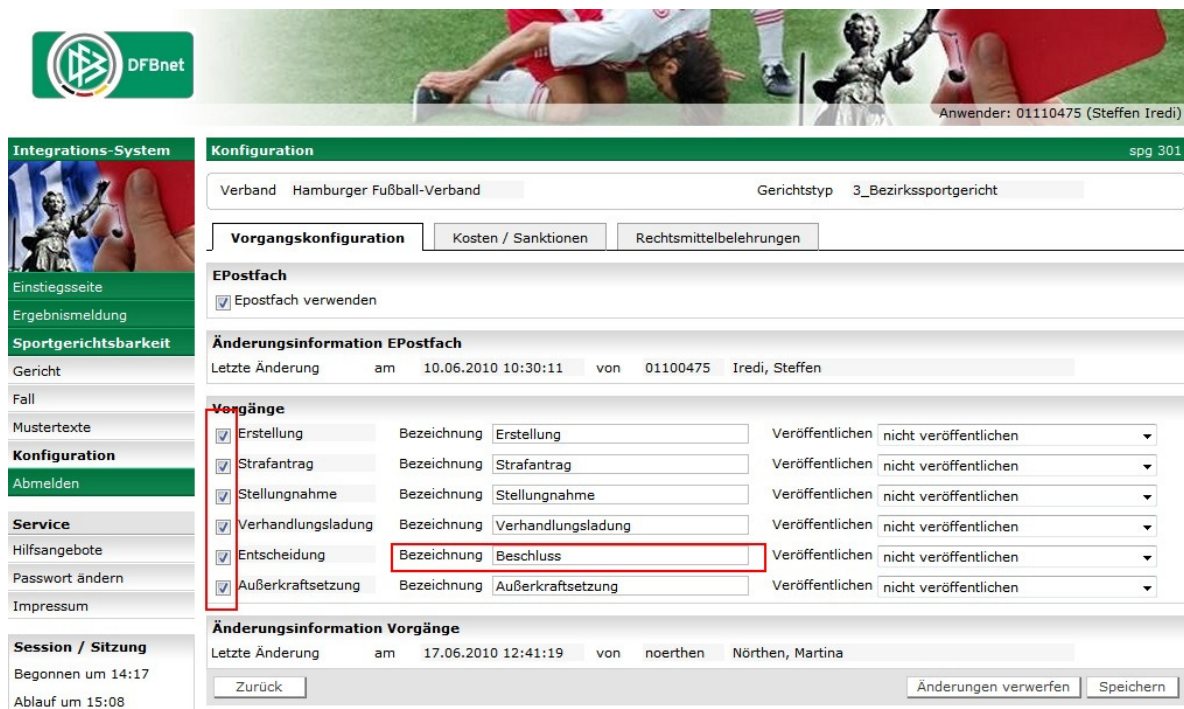 DFBnet
Anwender: 01110475 (Steffen Iredi)
Integrations-System
Einstiegsseite
Ergebnismeldung
Sportgerichtsbarkeit
Gericht
Fall
Mustertexte
Konfiguration
Abmelden
Service
Hilfsangebote
Passwort ändern
Impressum
Session / Sitzung
Begonnen um 14:17
Ablauf um 15:08
Konfiguration spg 301
Verband Hamburger Fußball-Verband Gerichtstyp 3_Bezirkssportgericht
Vorgangskonfiguration Kosten / Sanktionen Rechtsmittelbelehrungen
EPostfach
Epostfach verwenden
Änderungsinformation EPostfach
Letzte Änderung am 10.06.2010 10:30:11 von 01100475 Iredi, Steffen
Vorgänge
Erstellung Bezeichnung Erstellung Veröffentlichen nicht veröffentlichen
Strafantrag Bezeichnung Strafantrag Veröffentlichen nicht veröffentlichen
Stellungnahme Bezeichnung Stellungnahme Veröffentlichen nicht veröffentlichen
Verhandlungsladung Bezeichnung Verhandlungsladung Veröffentlichen nicht veröffentlichen
Entscheidung Bezeichnung Beschluss Veröffentlichen nicht veröffentlichen
Außerkraftsetzung Bezeichnung Außerkraftsetzung Veröffentlichen nicht veröffentlichen
Änderungsinformation Vorgänge
Letzte Änderung am 17.06.2010 12:41:19 von noerthen Nörthen, Martina
Zurück Änderungen verwerfen Speichern